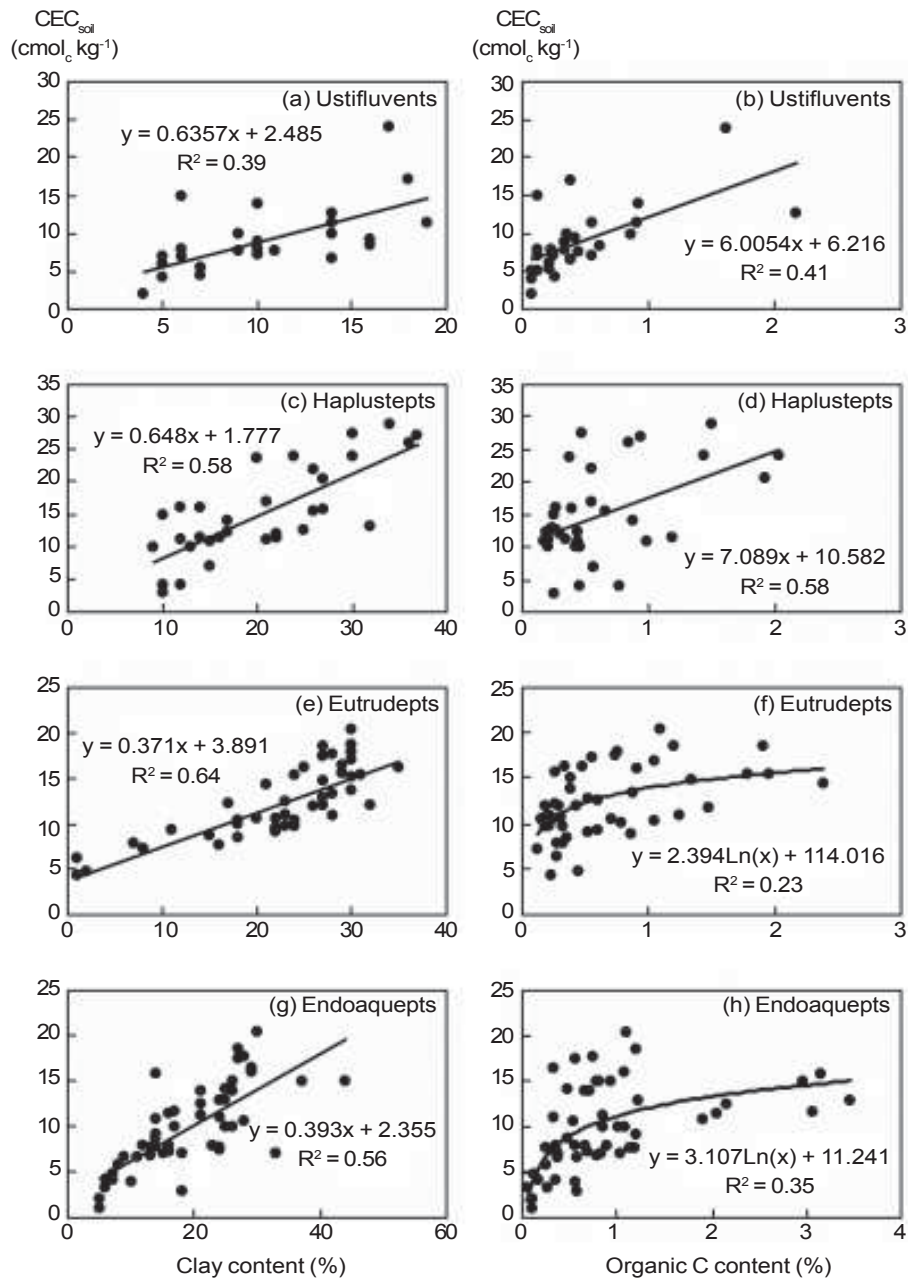 CEC_soil CEC_soil
(cmol_c kg⁻¹) (cmol_c kg⁻¹)
30 30
(a) Ustifluvents (b) Ustifluvents
25 25
y = 0.6357x + 2.485
R² = 0.39
20 20
15 15
10 10
y = 6.0054x + 6.216
R² = 0.41
5 5
0 0
0 5 10 15 20 0 1 2 3
35 35
(c) Haplustepts (d) Haplustepts
30 30
y = 0.648x + 1.777
R² = 0.58
25 25
20 20
15 15
10 10
y = 7.089x + 10.582
R² = 0.58
5 5
0 0
0 10 20 30 40 0 1 2 3
25 25
(e) Eutrudepts (f) Eutrudepts
20 20
y = 0.371x + 3.891
R² = 0.64
15 15
10 10
y = 2.394Ln(x) + 114.016
R² = 0.23
5 5
0 0
0 10 20 30 40 0 1 2 3
25 25
(g) Endoaquepts (h) Endoaquepts
20 20
15 15
10 10
y = 0.393x + 2.355 y = 3.107Ln(x) + 11.241
R² = 0.56 R² = 0.35
5 5
0 0
0 20 40 60 0 1 2 3 4
Clay content (%) Organic C content (%)